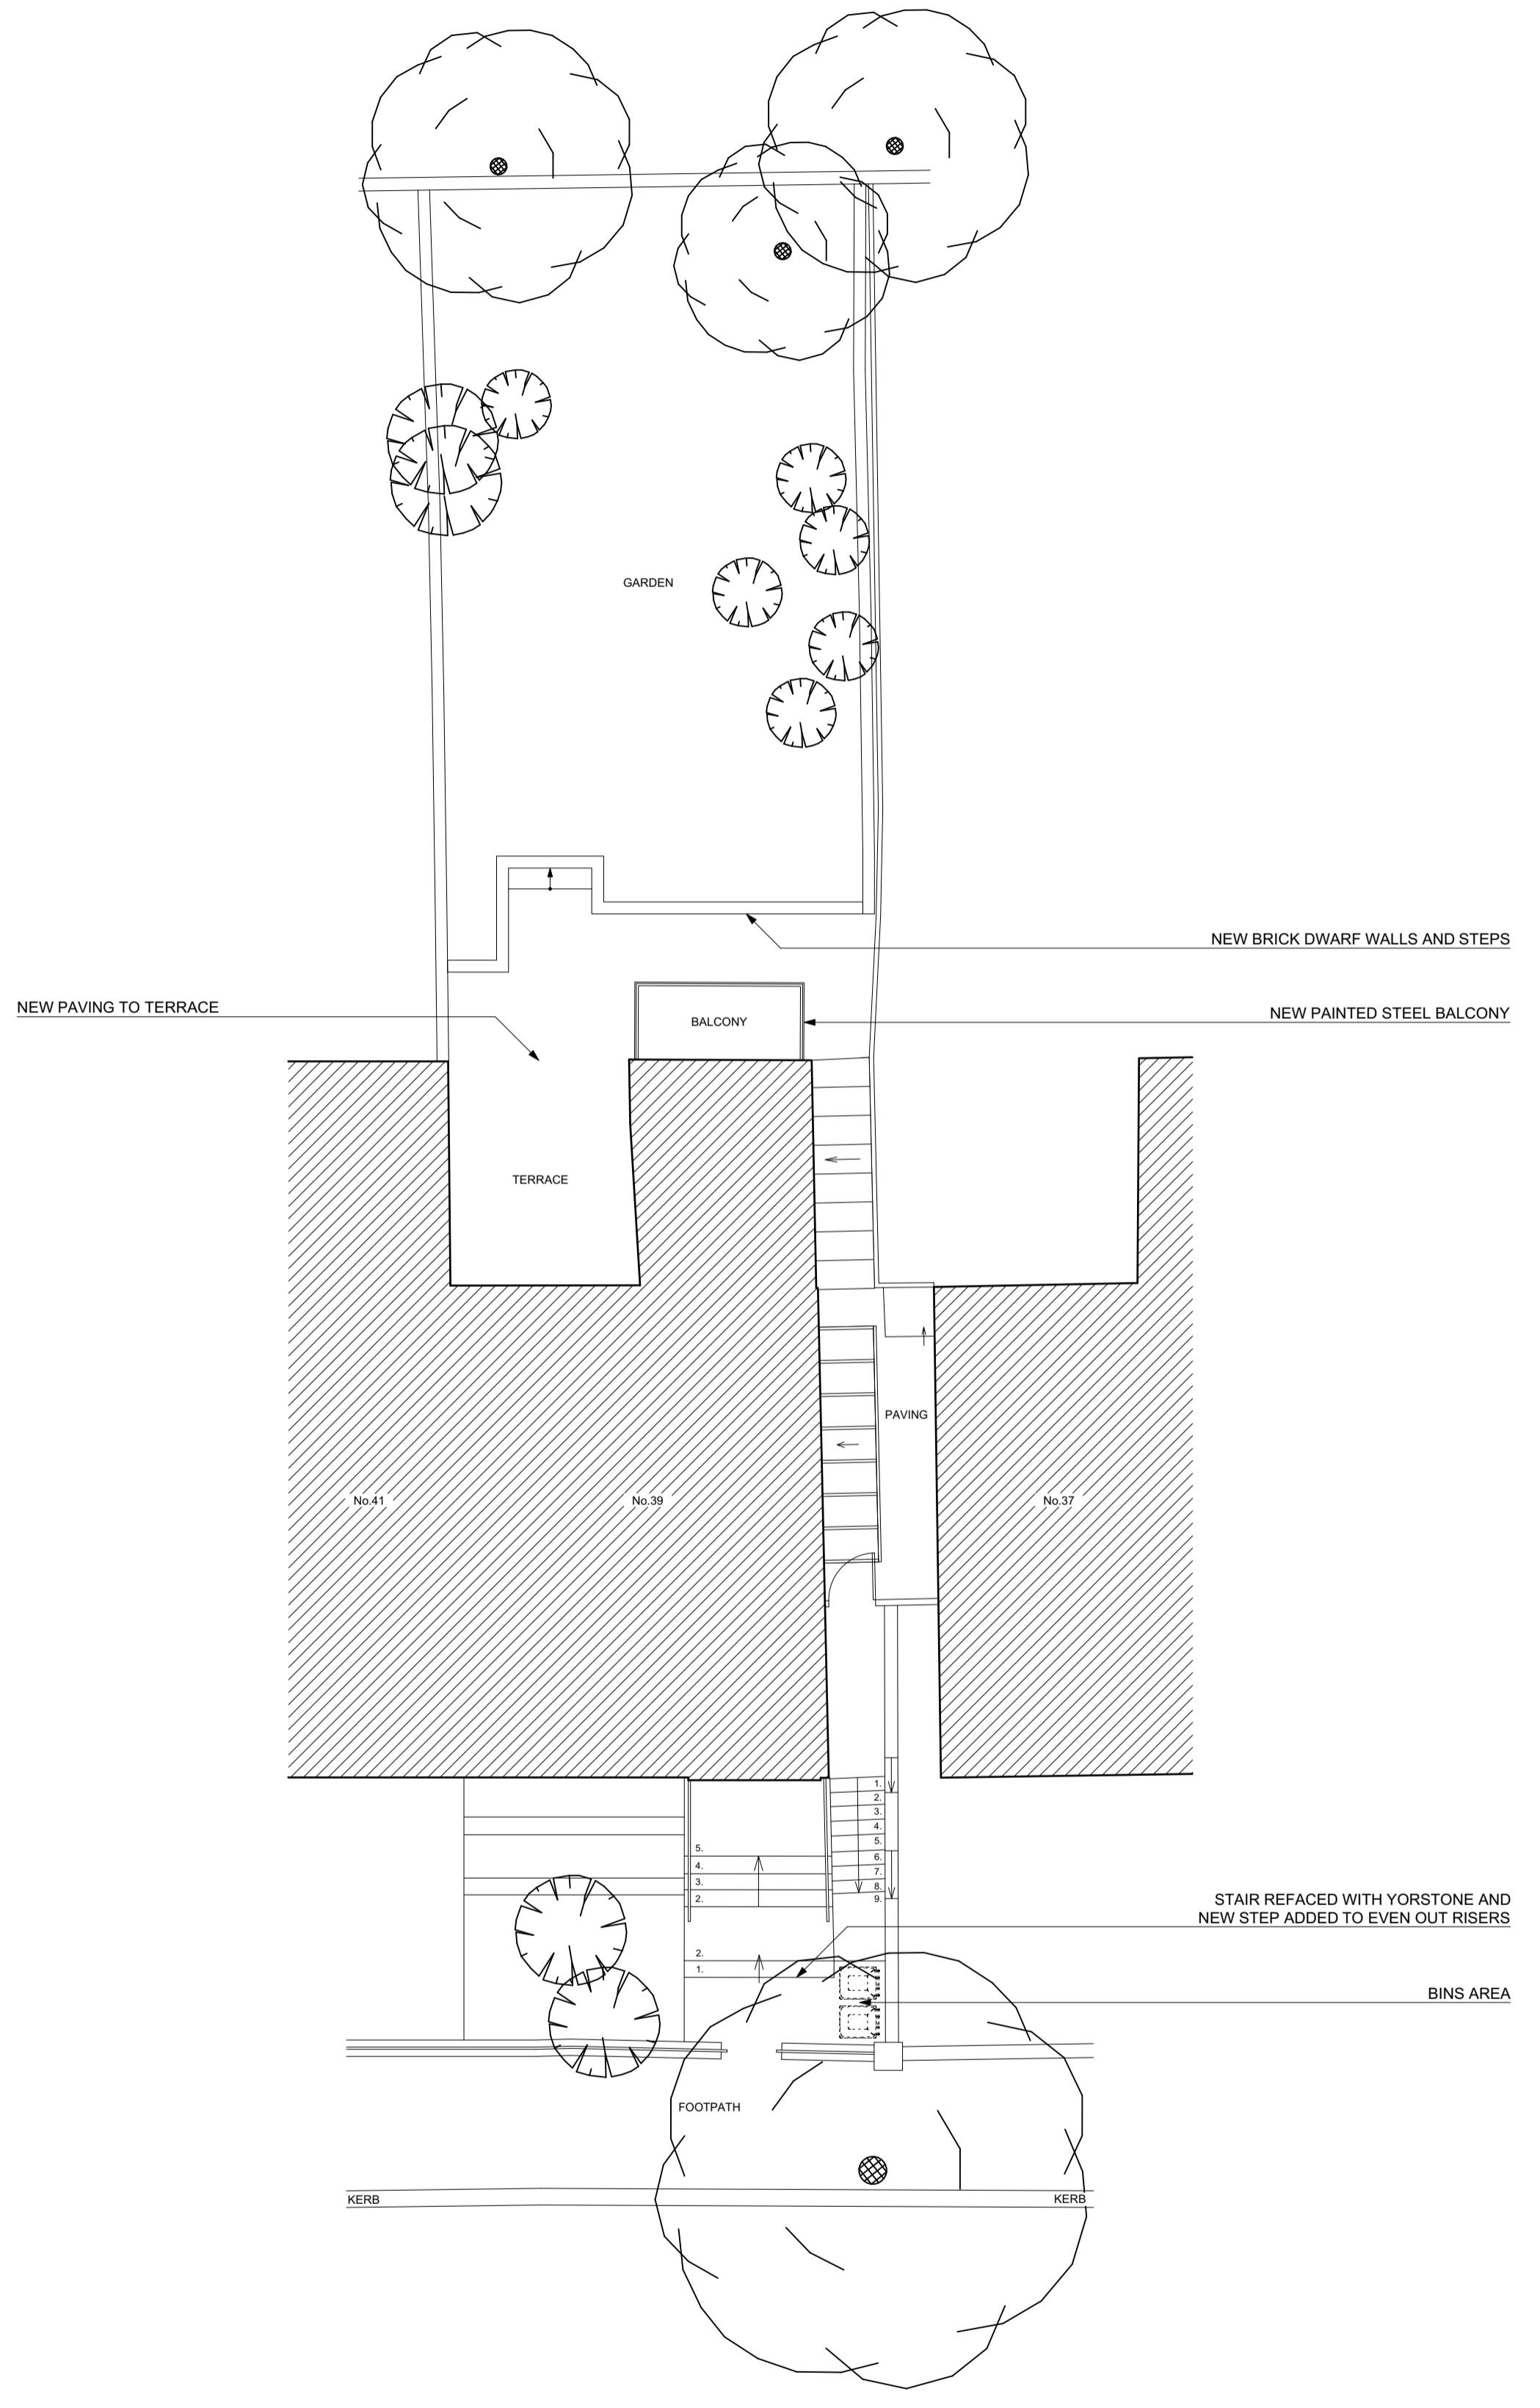 GARDEN
NEW BRICK DWARF WALLS AND STEPS
NEW PAVING TO TERRACE
BALCONY
NEW PAINTED STEEL BALCONY
TERRACE
PAVING
No.41
No.39
No.37
1.
2.
3.
4.
5.
6.
7.
8.
9.
5.
4.
3.
2.
2.
1.
STAIR REFACED WITH YORSTONE AND
NEW STEP ADDED TO EVEN OUT RISERS
BINS AREA
FOOTPATH
KERB
KERB